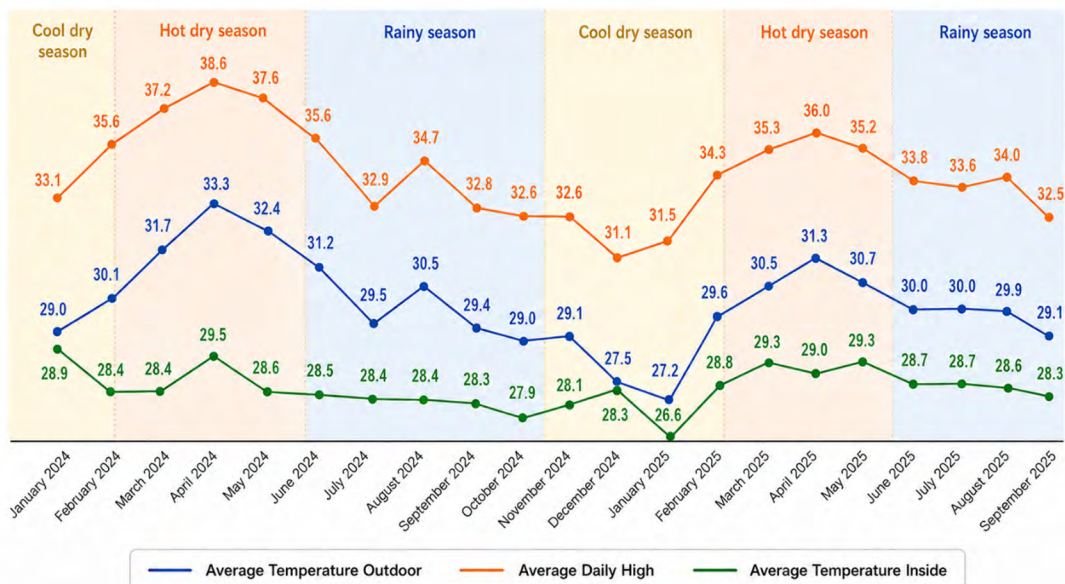 Cool dry
season
Hot dry season
Rainy season
Cool dry season
Hot dry season
Rainy season
33.1
35.6
37.2
38.6
37.6
35.6
32.9
34.7
32.8
32.6
32.6
31.1
31.5
34.3
35.3
36.0
35.2
33.8
33.6
34.0
32.5
29.0
30.1
31.7
33.3
32.4
31.2
29.5
30.5
29.4
29.0
29.1
27.5
27.2
29.6
30.5
31.3
30.7
30.0
30.0
29.9
29.1
28.9
28.4
28.4
29.5
28.6
28.5
28.4
28.4
28.3
27.9
28.1
28.3
26.6
28.8
29.3
29.0
29.3
28.7
28.7
28.6
28.3
January 2024
February 2024
March 2024
April 2024
May 2024
June 2024
July 2024
August 2024
September 2024
October 2024
November 2024
December 2024
January 2025
February 2025
March 2025
April 2025
May 2025
June 2025
July 2025
August 2025
September 2025
Average Temperature Outdoor
Average Daily High
Average Temperature Inside